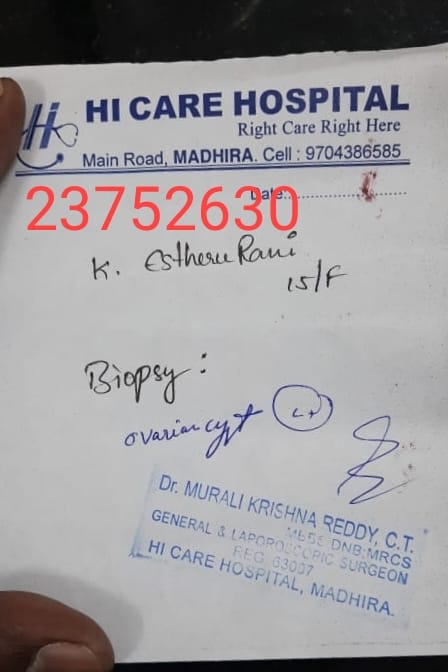 HI CARE HOSPITAL
Right Care Right Here
Main Road, MADHIRA. Cell : 9704386585
Date:
23752630
K. Estheru Rani
15/F
Biopsy :
ovarian cyst
Lt
Dr. MURALI KRISHNA REDDY, C.T.
MBBS DNB MRCS
GENERAL & LAPOROSCOPIC SURGEON
REG 63007
HI CARE HOSPITAL, MADHIRA.